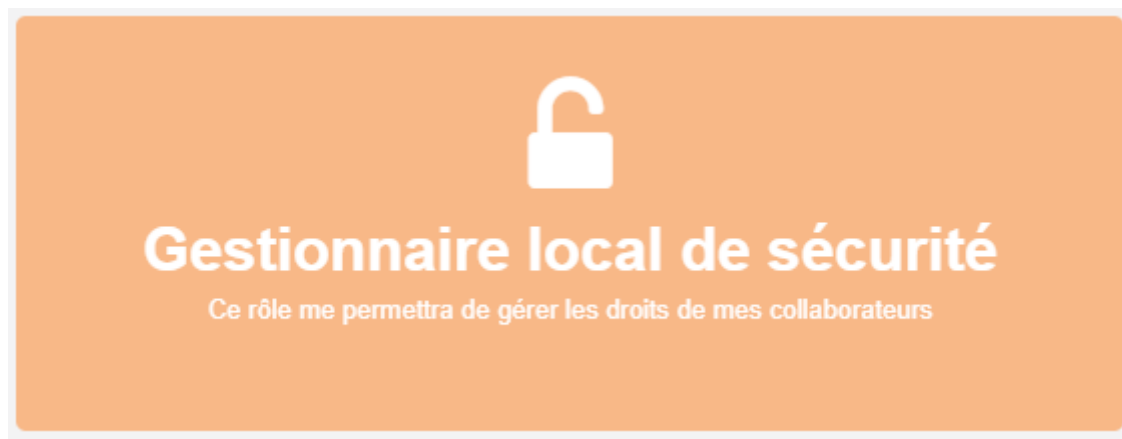 Gestionnaire local de sécurité
Ce rôle me permettra de gérer les droits de mes collaborateurs